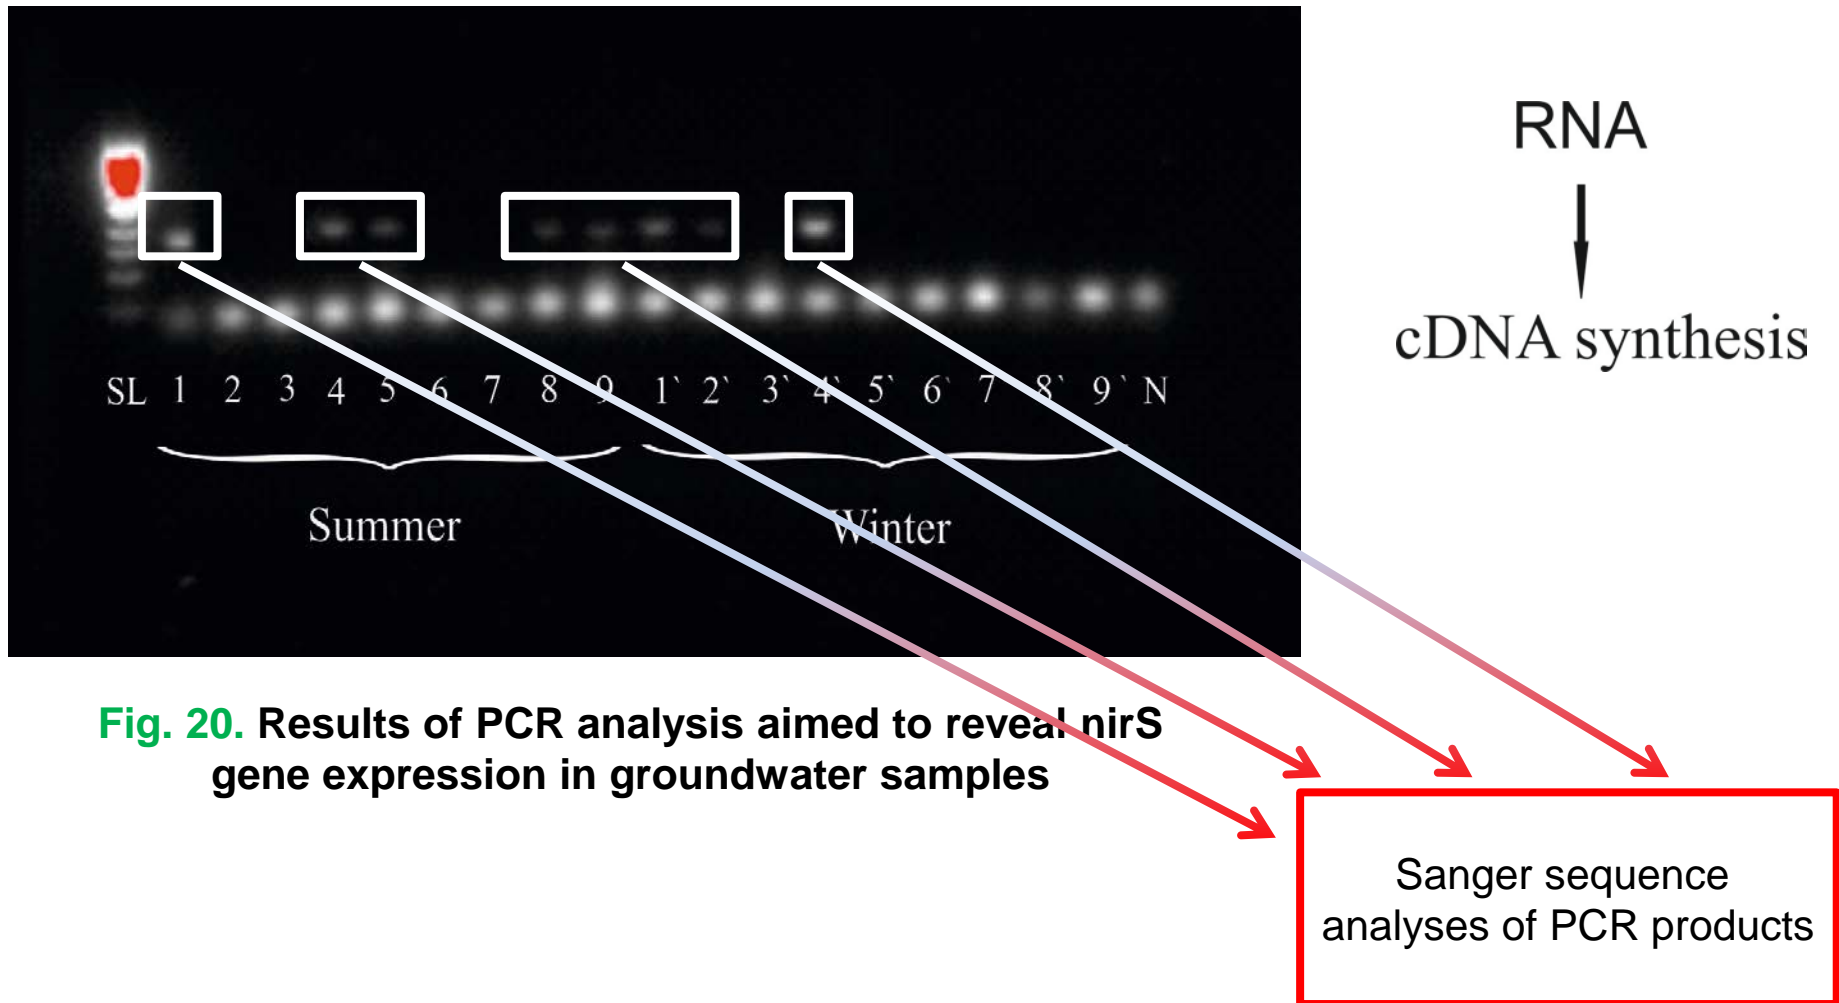 RNA
cDNA synthesis
SL 1 2 3 4 5 6 7 8 9 1` 2` 3` 4` 5` 6` 7 8` 9` N
Summer Winter
Fig. 20. Results of PCR analysis aimed to reveal nirS
gene expression in groundwater samples
Sanger sequence
analyses of PCR products